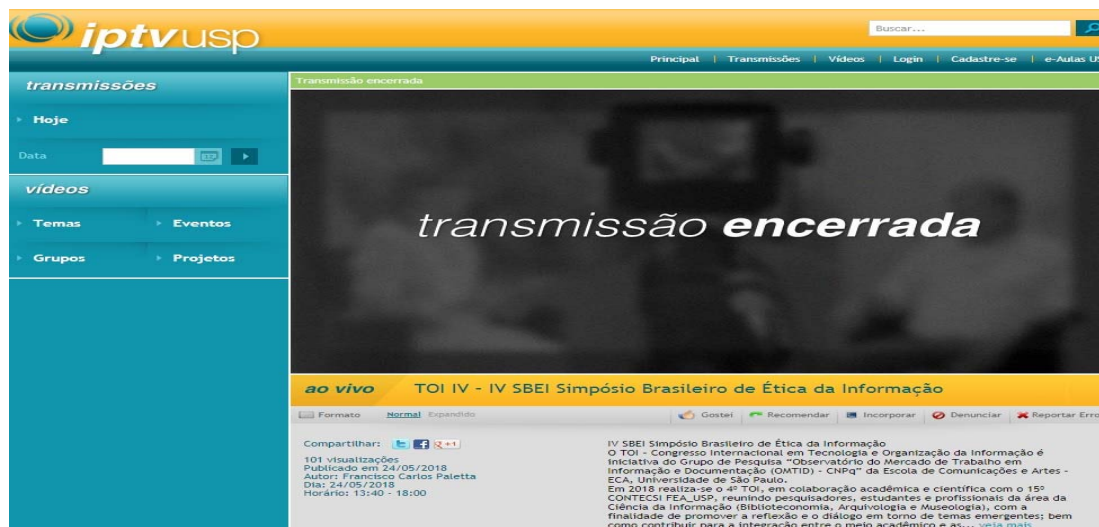 iptvusp
Buscar...
Principal | Transmissões | Vídeos | Login | Cadastre-se | e-Aulas US
transmissões
Hoje
Data
vídeos
Temas
Eventos
Grupos
Projetos
Transmissão encerrada
transmissão encerrada
ao vivo TOI IV - IV SBEI Simpósio Brasileiro de Ética da Informação
Formato Normal Expandido Gostei Recomendar Incorporar Denunciar Reportar Erro
Compartilhar:
+1
101 visualizações
Publicado em 24/05/2018
Autor: Francisco Carlos Paletta
Dia: 24/05/2018
Horário: 13:40 - 18:00
IV SBEI Simpósio Brasileiro de Ética da Informação
O TOI - Congresso Internacional em Tecnologia e Organização da Informação é
iniciativa do Grupo de Pesquisa "Observatório do Mercado de Trabalho em
Informação e Documentação (OMTID) - CNPq" da Escola de Comunicações e Artes -
ECA, Universidade de São Paulo.
Em 2018 realiza-se o 4º TOI, em colaboração acadêmica e científica com o 15º
CONTECSI FEA_USP, reunindo pesquisadores, estudantes e profissionais da área da
Ciência da Informação (Biblioteconomia, Arquivologia e Museologia), com a
finalidade de promover a reflexão e o diálogo em torno de temas emergentes; bem
como contribuir para a integração entre o meio acadêmico e as... veja mais